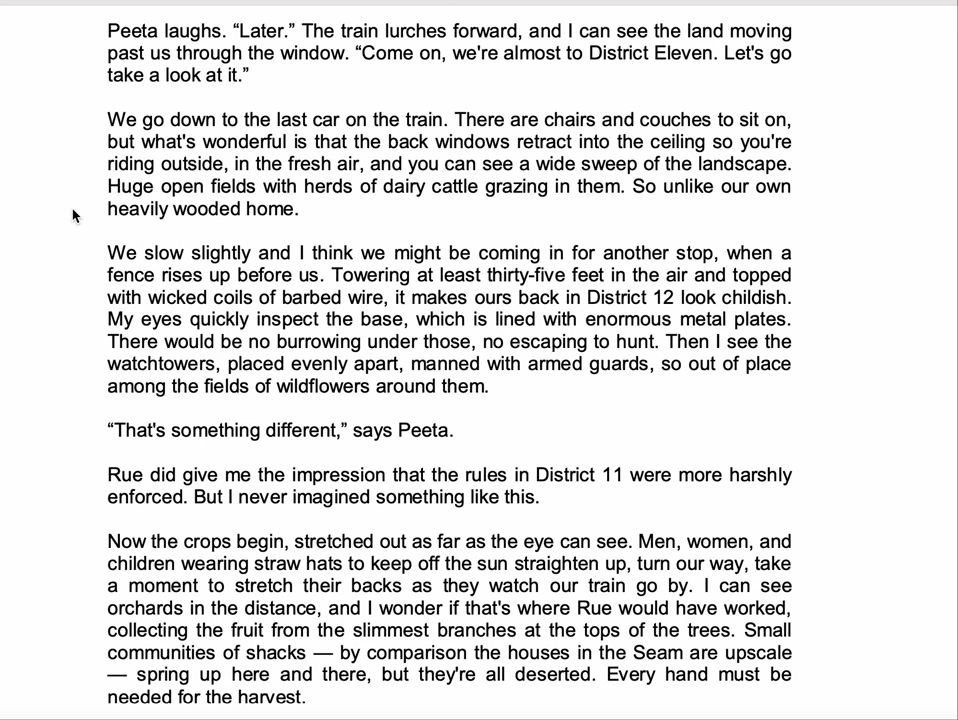 Peeta laughs. “Later.” The train lurches forward, and I can see the land moving
past us through the window. “Come on, we're almost to District Eleven. Let's go
take a look at it.”
We go down to the last car on the train. There are chairs and couches to sit on,
but what's wonderful is that the back windows retract into the ceiling so you're
riding outside, in the fresh air, and you can see a wide sweep of the landscape.
Huge open fields with herds of dairy cattle grazing in them. So unlike our own
heavily wooded home.
We slow slightly and I think we might be coming in for another stop, when a
fence rises up before us. Towering at least thirty-five feet in the air and topped
with wicked coils of barbed wire, it makes ours back in District 12 look childish.
My eyes quickly inspect the base, which is lined with enormous metal plates.
There would be no burrowing under those, no escaping to hunt. Then I see the
watchtowers, placed evenly apart, manned with armed guards, so out of place
among the fields of wildflowers around them.
“That's something different,” says Peeta.
Rue did give me the impression that the rules in District 11 were more harshly
enforced. But I never imagined something like this.
Now the crops begin, stretched out as far as the eye can see. Men, women, and
children wearing straw hats to keep off the sun straighten up, turn our way, take
a moment to stretch their backs as they watch our train go by. I can see
orchards in the distance, and I wonder if that's where Rue would have worked,
collecting the fruit from the slimmest branches at the tops of the trees. Small
communities of shacks — by comparison the houses in the Seam are upscale
— spring up here and there, but they're all deserted. Every hand must be
needed for the harvest.